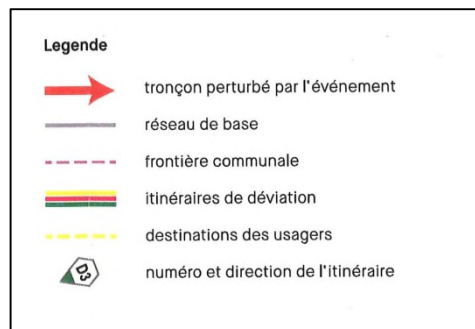 Legende
tronçon perturbé par l'événement
réseau de base
frontière communale
itinéraires de déviation
destinations des usagers
D3
numéro et direction de l'itinéraire